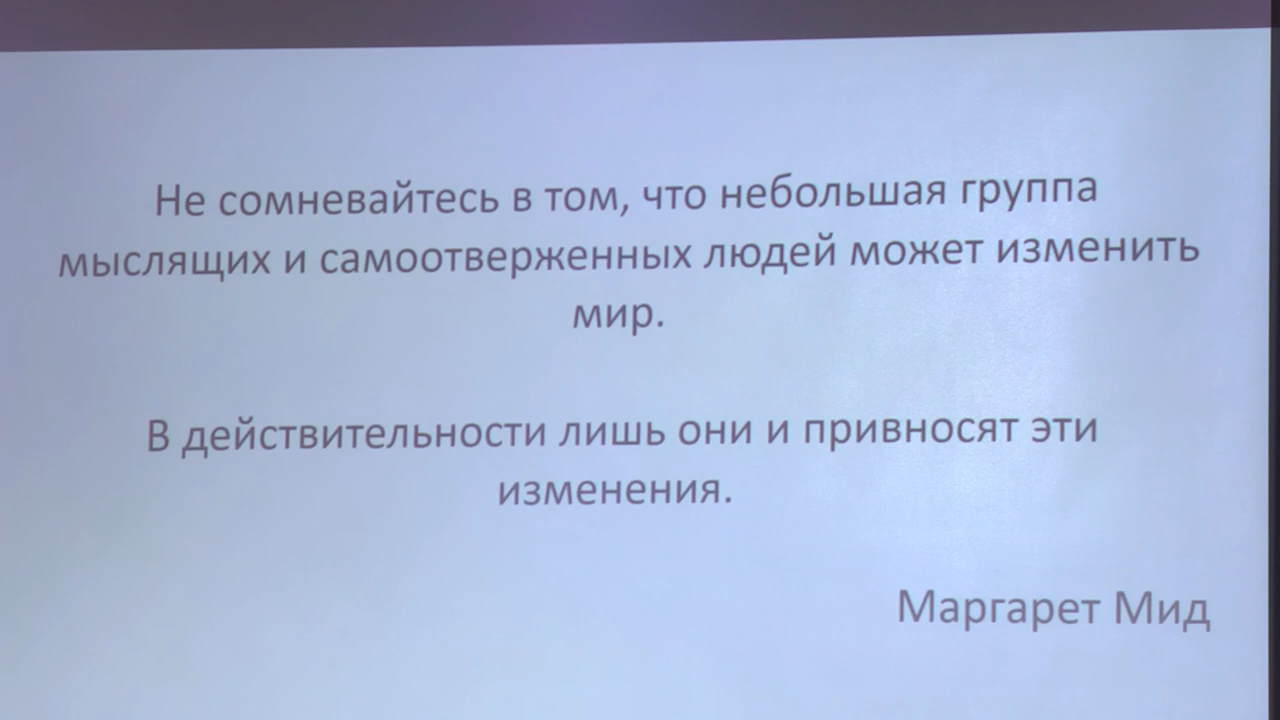 Не сомневайтесь в том, что небольшая группа
мыслящих и самоотверженных людей может изменить
мир.
В действительности лишь они и привносят эти
изменения.
Маргарет Мид